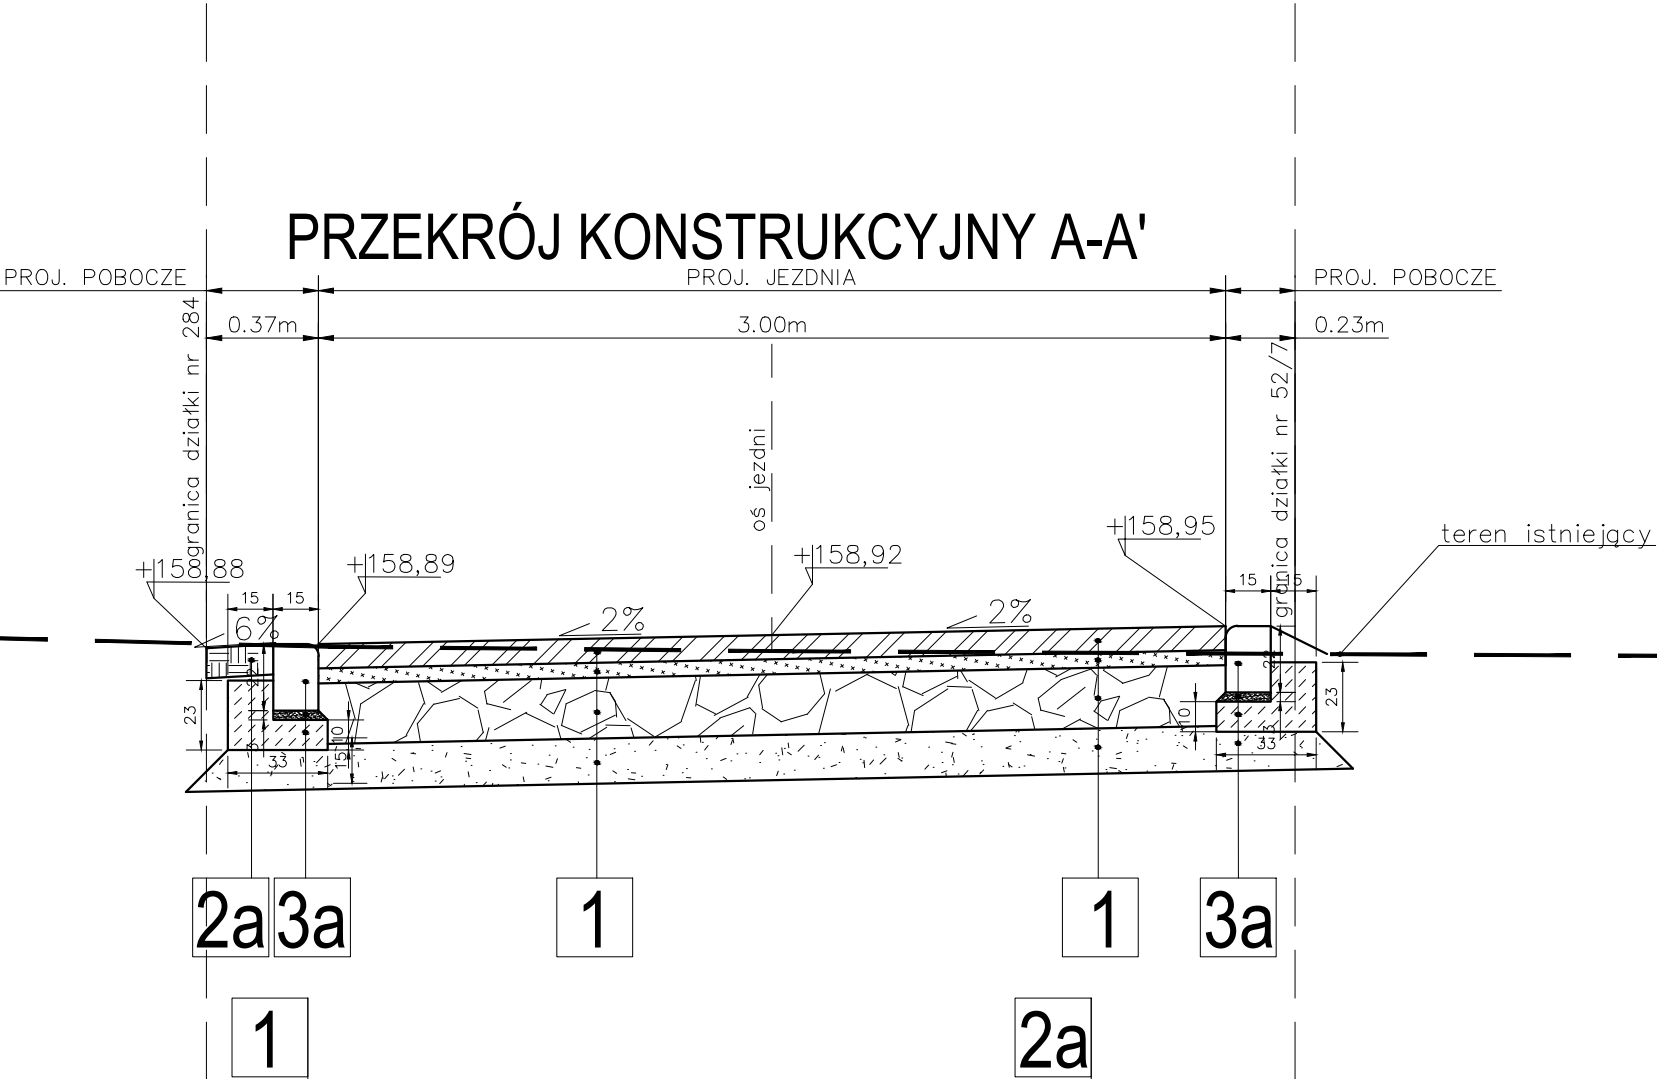 PRZEKRÓJ KONSTRUKCYJNY A-A'
PROJ. POBOCZE
PROJ. JEZDNIA
PROJ. POBOCZE
0.37m
3.00m
0.23m
granica działki nr 284
oś jezdni
granica działki nr 52/7
teren istniejący
+158,88
+158,89
+158,92
+158,95
15
15
15
15
6%
2%
2%
23
33
10
15
10
33
23
2a
3a
1
1
3a
1
2a